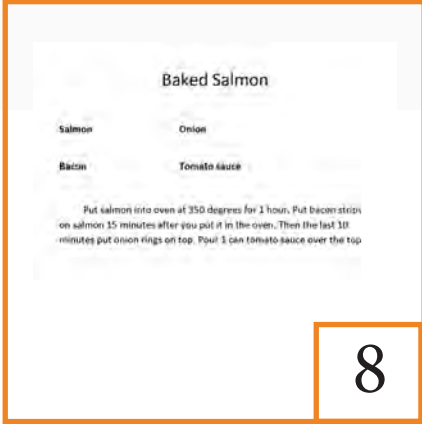 Baked Salmon
Salmon Onion
Bacon Tomato sauce
Put salmon into oven at 350 degrees for 1 hour. Put bacon strips
on salmon 15 minutes after you put it in the oven. Then the last 10
minutes put onion rings on top. Pour 1 can tomato sauce over the top
8